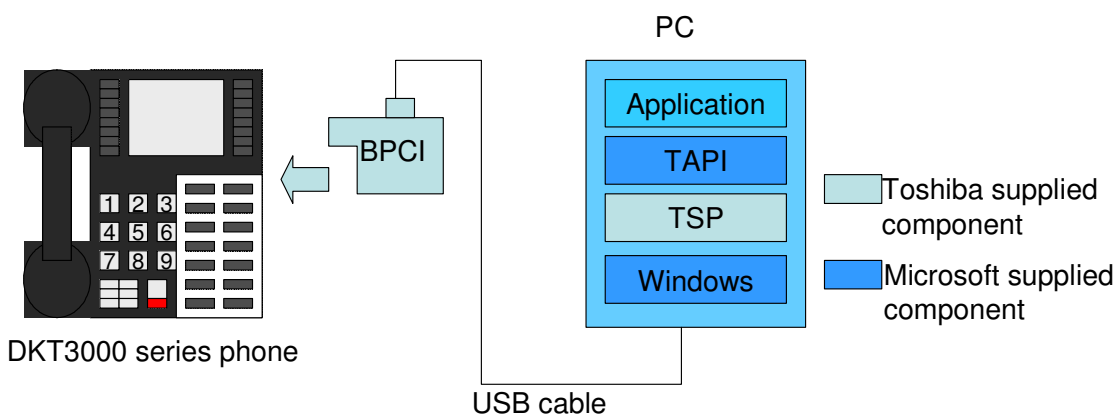 PC
Application
BPCI
TAPI
TSP
Windows
Toshiba supplied
component
Microsoft supplied
component
1 2 3
4 5 6
7 8 9
DKT3000 series phone
USB cable